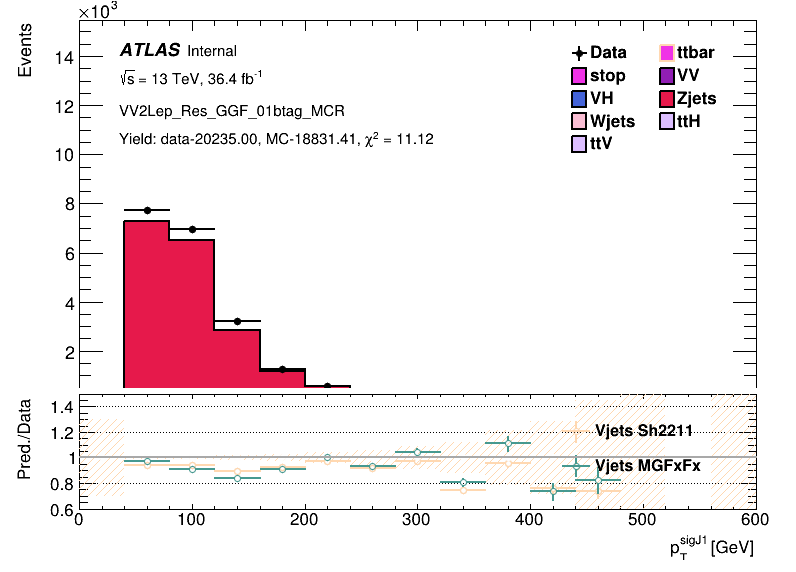 ×10³
Events
14
12
10
8
6
4
2
ATLAS Internal
√s = 13 TeV, 36.4 fb⁻¹
VV2Lep_Res_GGF_01btag_MCR
Yield: data-20235.00, MC-18831.41, χ² = 11.12
Data ttbar
stop VV
VH Zjets
Wjets ttH
ttV
Pred./Data
1.4
1.2
1
0.8
0.6
Vjets Sh2211
Vjets MGFxFx
0 100 200 300 400 500 600
p_T^sigJ1 [GeV]